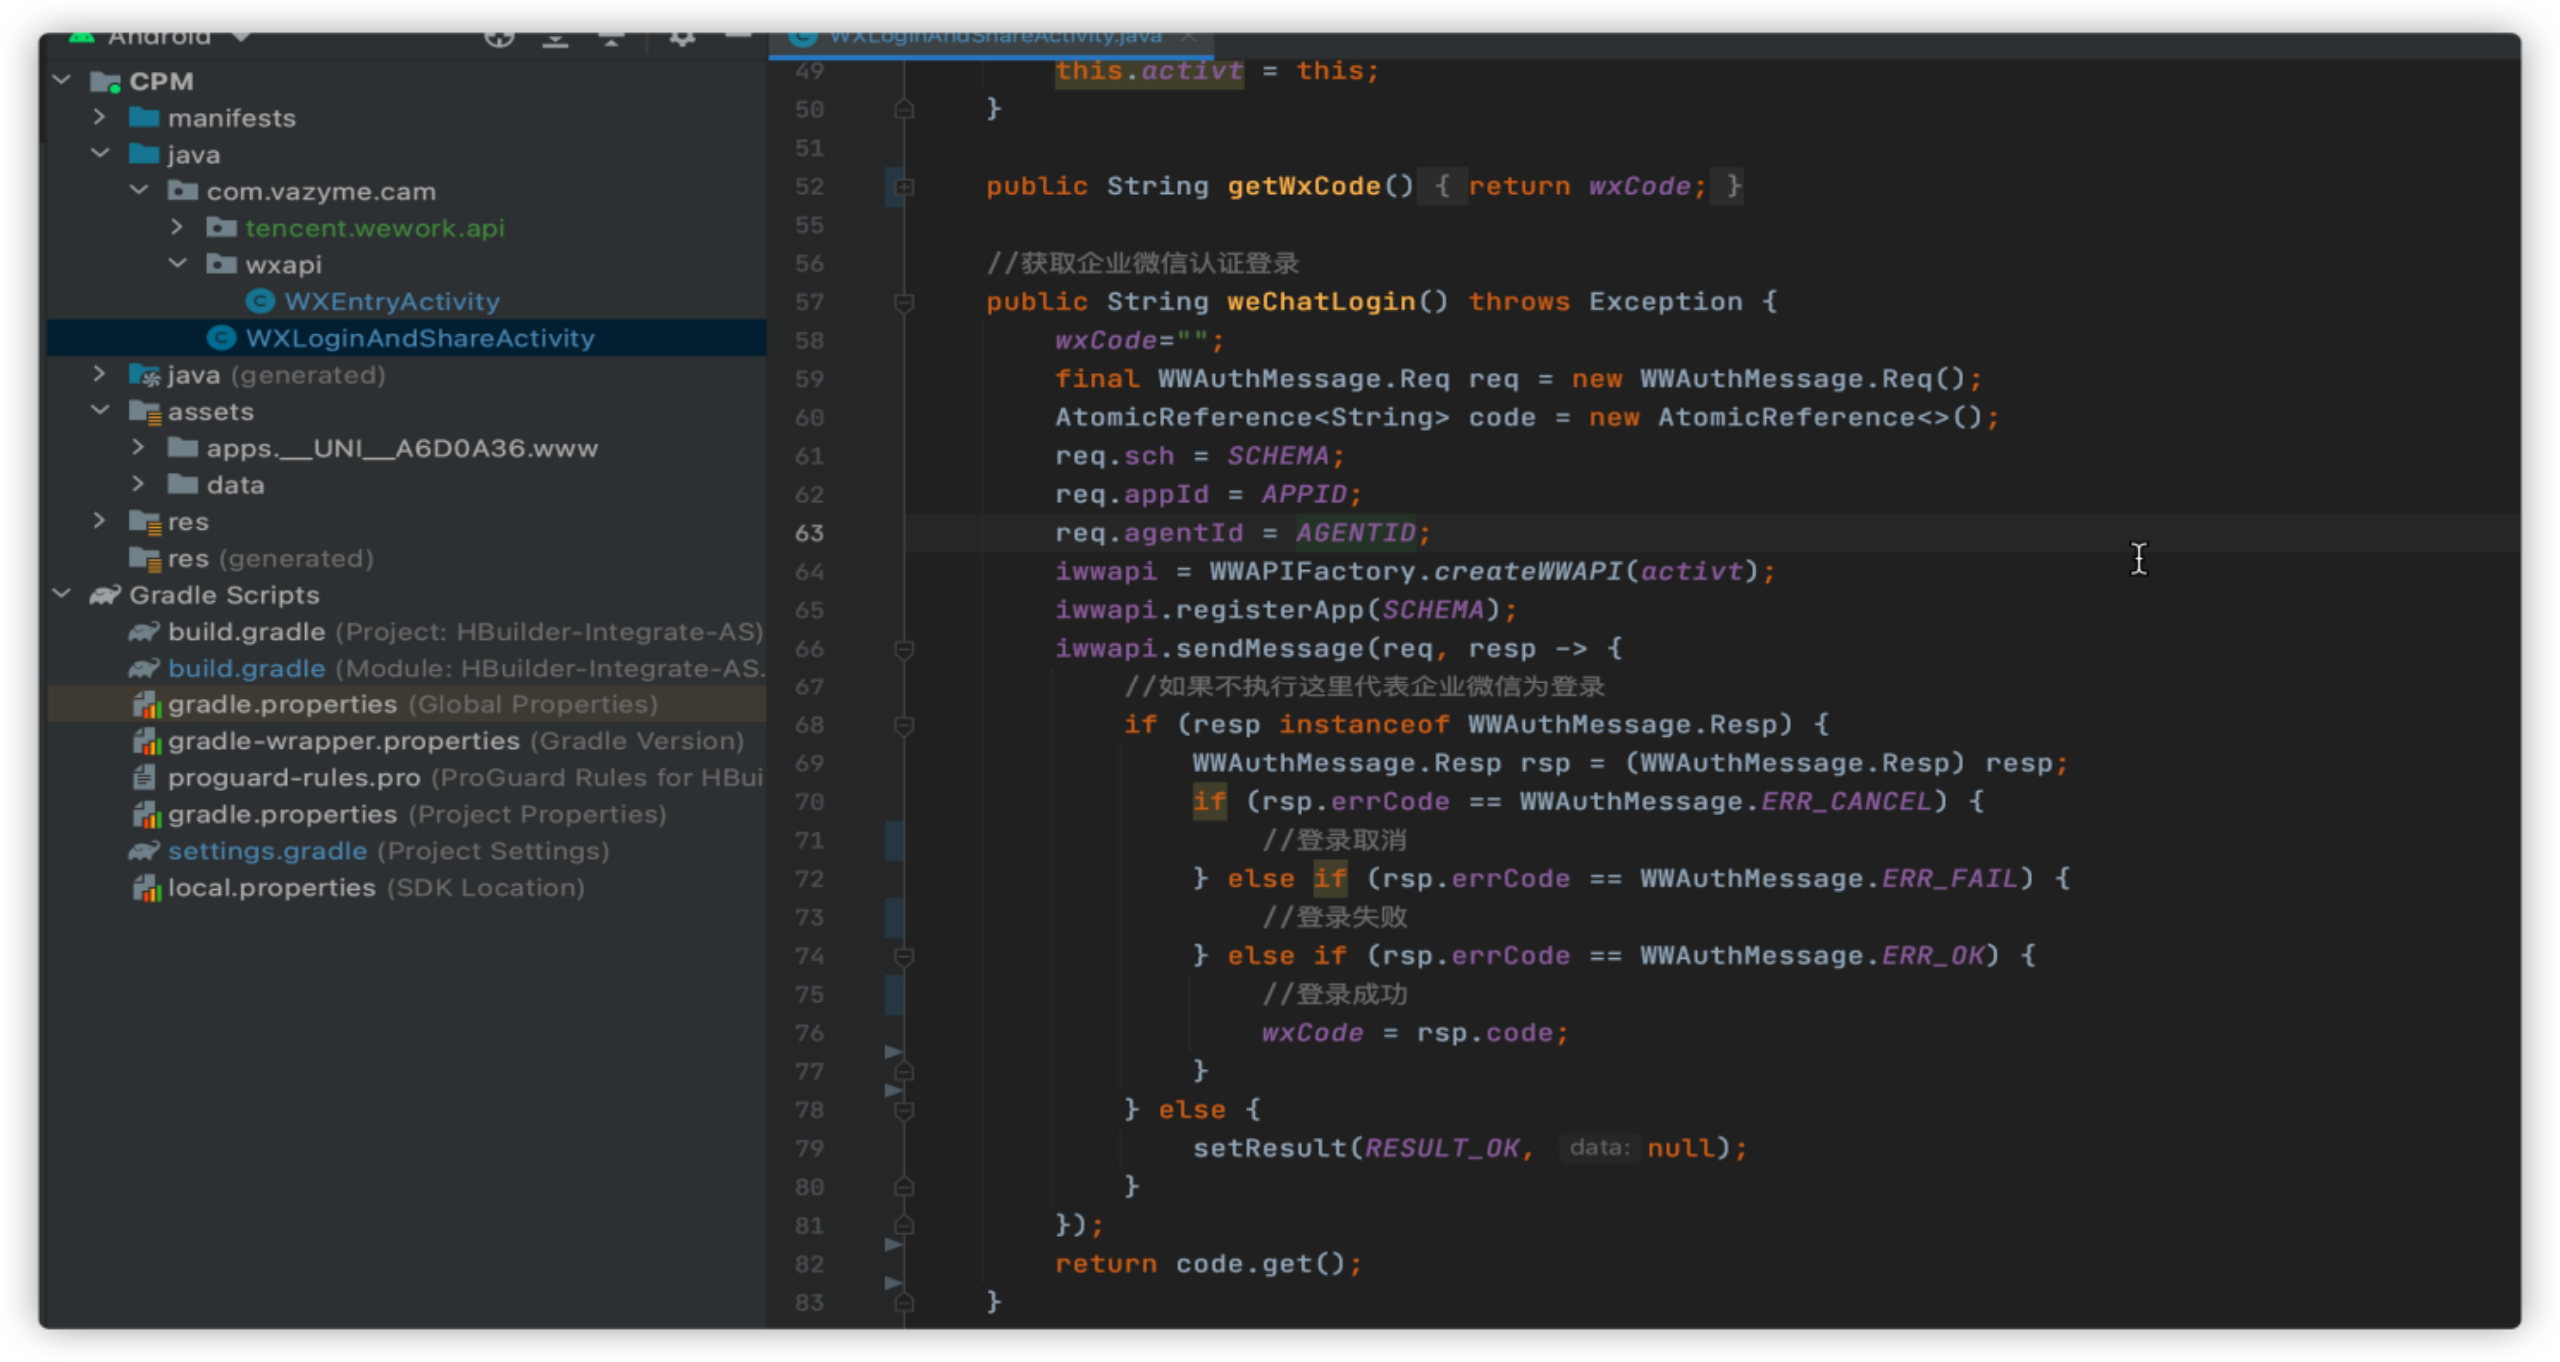 Android
CPM
manifests
java
com.vazyme.cam
tencent.wework.api
wxapi
WXEntryActivity
WXLoginAndShareActivity
java (generated)
assets
apps.__UNI__A6D0A36.www
data
res
res (generated)
Gradle Scripts
build.gradle (Project: HBuilder-Integrate-AS)
build.gradle (Module: HBuilder-Integrate-AS.
gradle.properties (Global Properties)
gradle-wrapper.properties (Gradle Version)
proguard-rules.pro (ProGuard Rules for HBui
gradle.properties (Project Properties)
settings.gradle (Project Settings)
local.properties (SDK Location)
WXLoginAndShareActivity.java
49 this.activt = this;
50 }
51
52 public String getWxCode() { return wxCode; }
55
56 //获取企业微信认证登录
57 public String weChatLogin() throws Exception {
58 wxCode="";
59 final WWAuthMessage.Req req = new WWAuthMessage.Req();
60 AtomicReference<String> code = new AtomicReference<>();
61 req.sch = SCHEMA;
62 req.appId = APPID;
63 req.agentId = AGENTID;
64 iwwapi = WWAPIFactory.createWWAPI(activt);
65 iwwapi.registerApp(SCHEMA);
66 iwwapi.sendMessage(req, resp -> {
67 //如果不执行这里代表企业微信为登录
68 if (resp instanceof WWAuthMessage.Resp) {
69 WWAuthMessage.Resp rsp = (WWAuthMessage.Resp) resp;
70 if (rsp.errCode == WWAuthMessage.ERR_CANCEL) {
71 //登录取消
72 } else if (rsp.errCode == WWAuthMessage.ERR_FAIL) {
73 //登录失败
74 } else if (rsp.errCode == WWAuthMessage.ERR_OK) {
75 //登录成功
76 wxCode = rsp.code;
77 }
78 } else {
79 setResult(RESULT_OK, data: null);
80 }
81 });
82 return code.get();
83 }